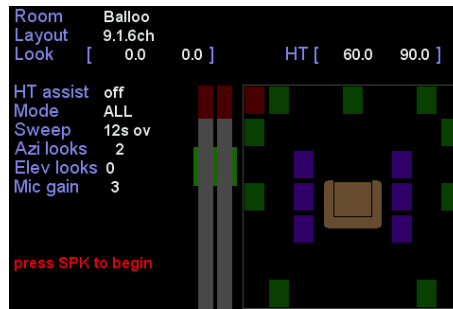 Room Balloo
Layout 9.1.6ch
Look [ 0.0 0.0 ] HT [ 60.0 90.0 ]
HT assist off
Mode ALL
Sweep 12s ov
Azi looks 2
Elev looks 0
Mic gain 3
press SPK to begin